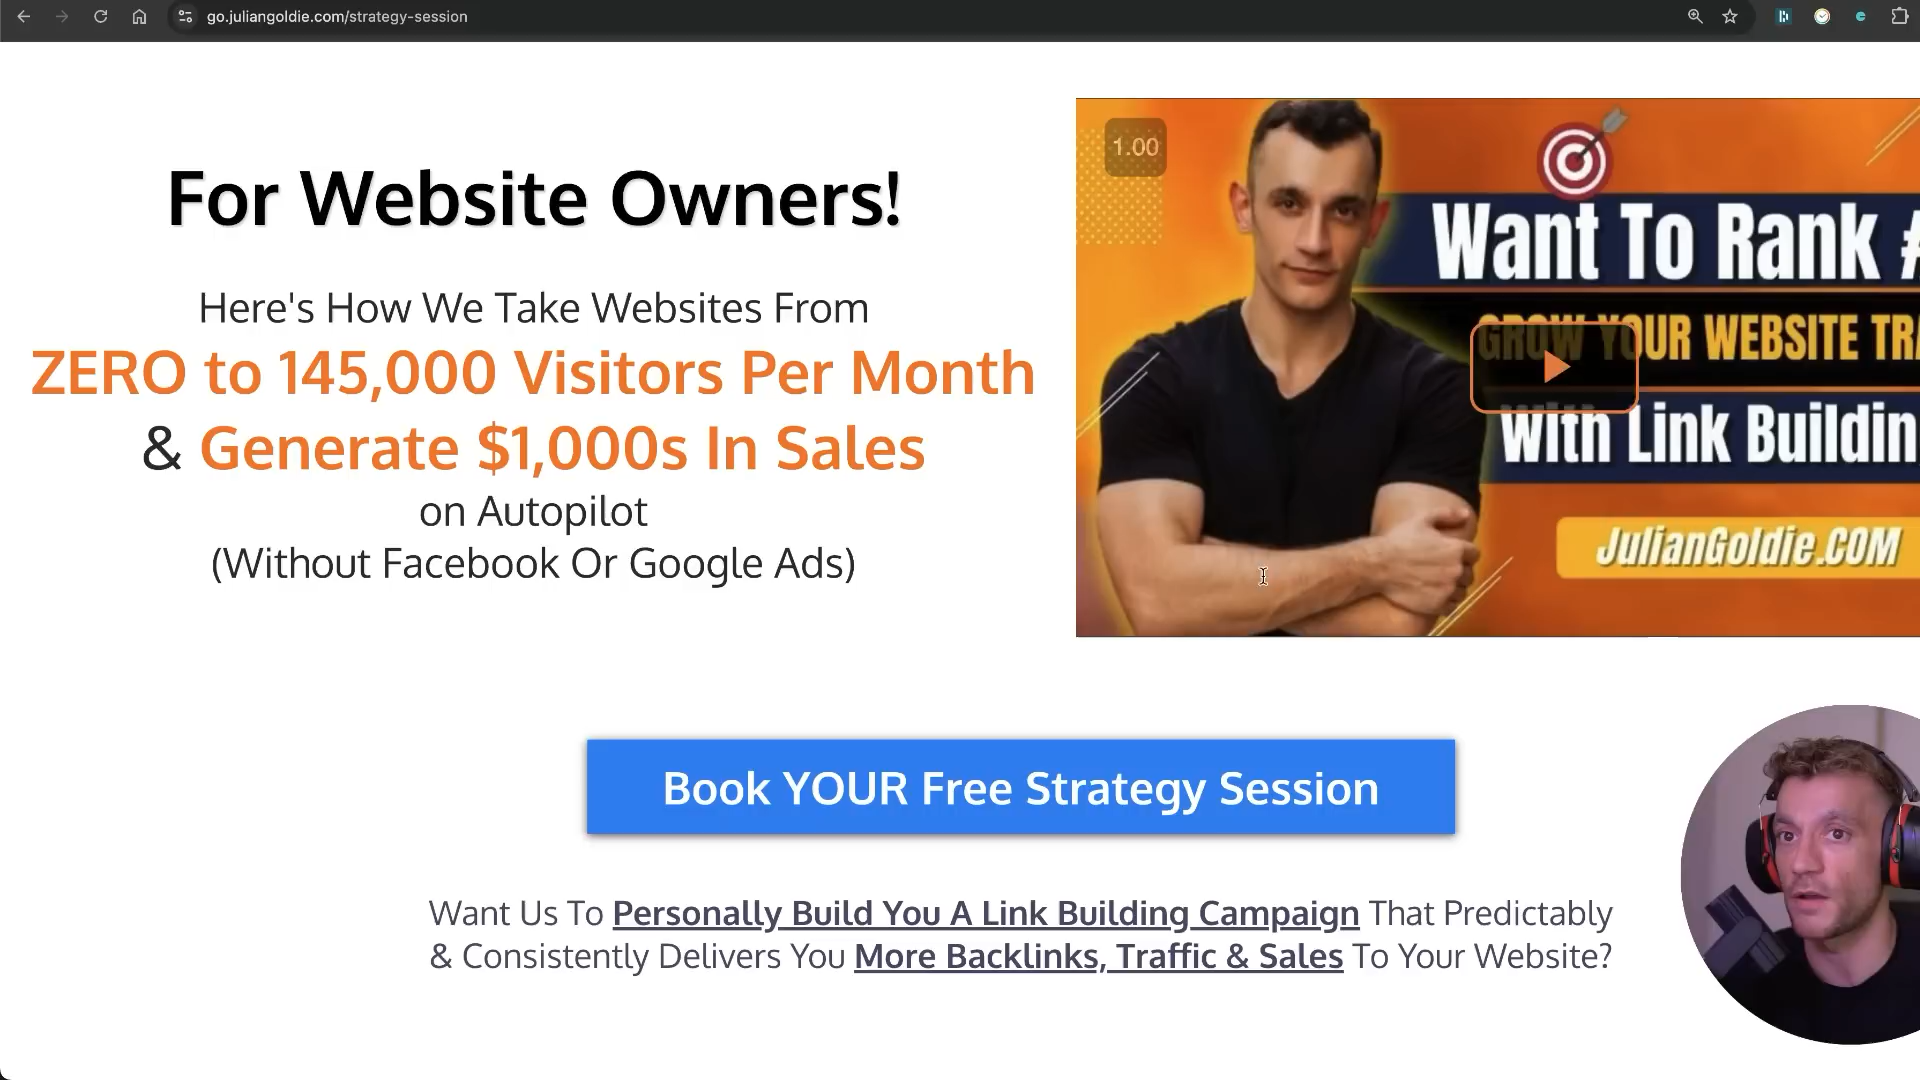 go.juliangoldie.com/strategy-session
For Website Owners!
Here's How We Take Websites From
ZERO to 145,000 Visitors Per Month
& Generate $1,000s In Sales
on Autopilot
(Without Facebook Or Google Ads)
1.00
Want To Rank #
GROW YOUR WEBSITE TRA
With Link Buildin
JulianGoldie.COM
Book YOUR Free Strategy Session
Want Us To Personally Build You A Link Building Campaign That Predictably
& Consistently Delivers You More Backlinks, Traffic & Sales To Your Website?